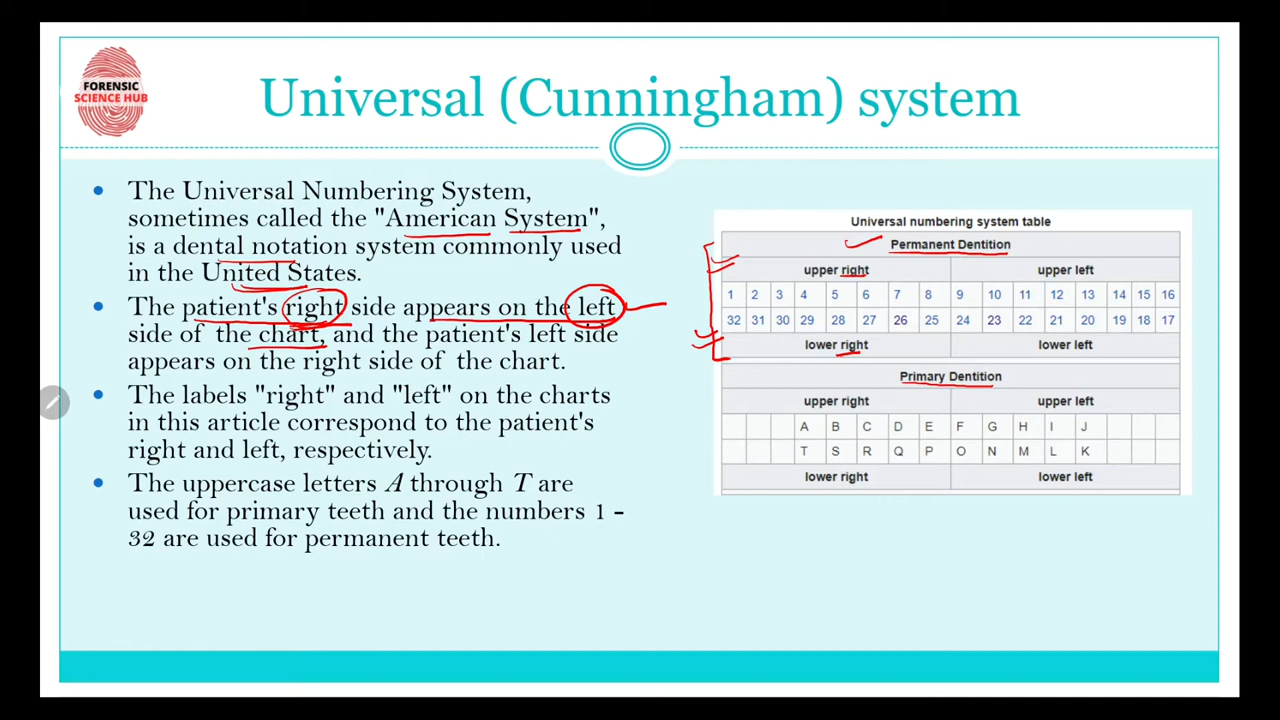 FORENSIC
SCIENCE HUB
Universal (Cunningham) system
• The Universal Numbering System,
sometimes called the "American System",
is a dental notation system commonly used
in the United States.
• The patient's right side appears on the left
side of the chart, and the patient's left side
appears on the right side of the chart.
• The labels "right" and "left" on the charts
in this article correspond to the patient's
right and left, respectively.
• The uppercase letters A through T are
used for primary teeth and the numbers 1 -
32 are used for permanent teeth.
Universal numbering system table
Permanent Dentition
upper right upper left
1 2 3 4 5 6 7 8 9 10 11 12 13 14 15 16
32 31 30 29 28 27 26 25 24 23 22 21 20 19 18 17
lower right lower left
Primary Dentition
upper right upper left
A B C D E F G H I J
T S R Q P O N M L K
lower right lower left